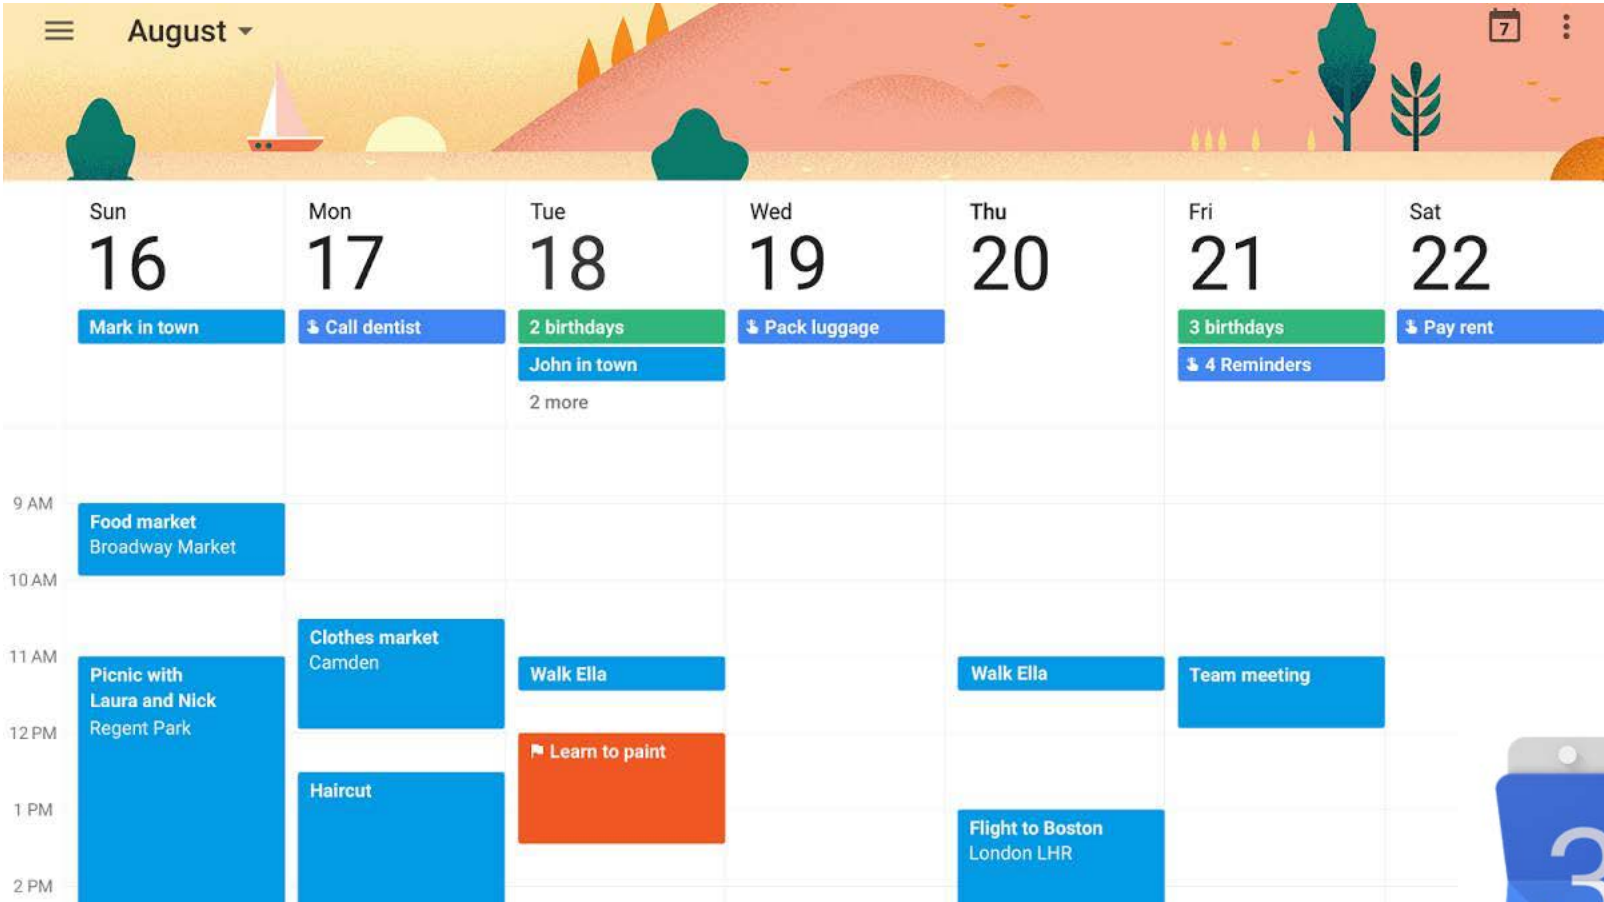 August
7
Sun
Mon
Tue
Wed
Thu
Fri
Sat
16
17
18
19
20
21
22
Mark in town
Call dentist
2 birthdays
Pack luggage
3 birthdays
Pay rent
John in town
4 Reminders
2 more
9 AM
Food market
Broadway Market
10 AM
Clothes market
Camden
11 AM
Picnic with
Laura and Nick
Regent Park
Walk Ella
Walk Ella
Team meeting
12 PM
Learn to paint
Haircut
1 PM
Flight to Boston
London LHR
2 PM
3